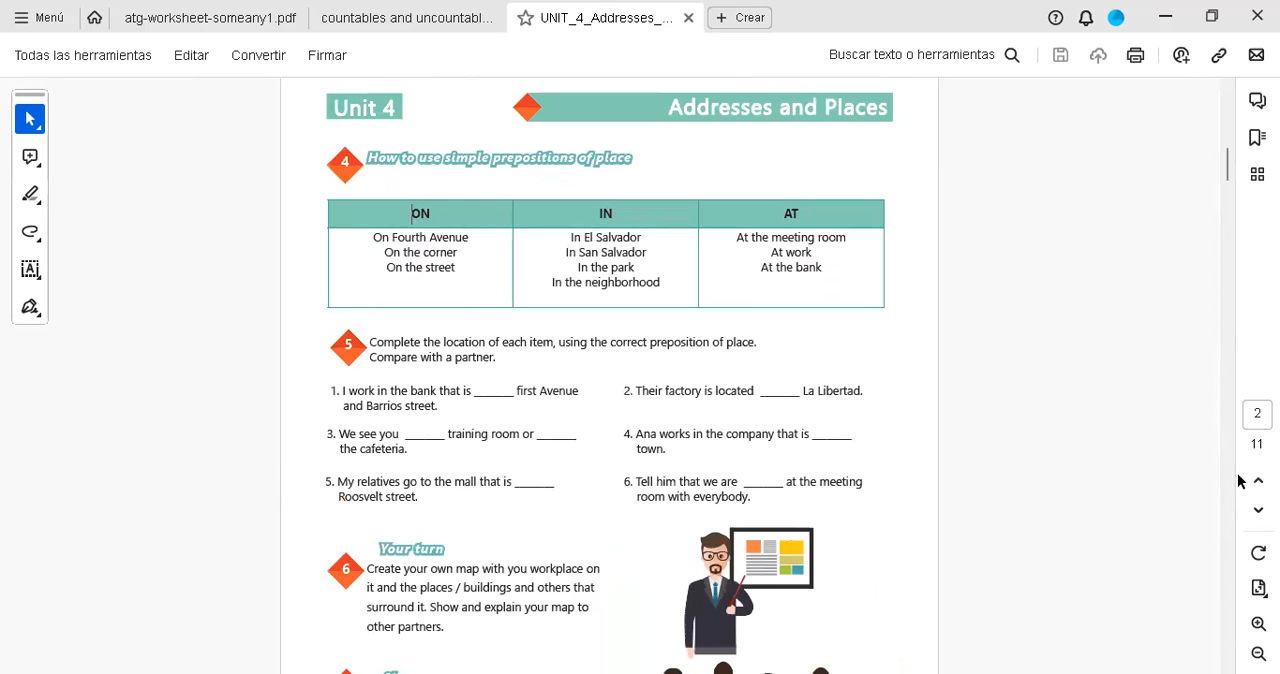 Menú
atg-worksheet-someany1.pdf
countables and uncountabl...
UNIT_4_Addresses_...
Crear
Todas las herramientas
Editar
Convertir
Firmar
Buscar texto o herramientas
Unit 4
Addresses and Places
4
How to use simple prepositions of place
ON
IN
AT
On Fourth Avenue
On the corner
On the street
In El Salvador
In San Salvador
In the park
In the neighborhood
At the meeting room
At work
At the bank
5
Complete the location of each item, using the correct preposition of place.
Compare with a partner.
1. I work in the bank that is ______ first Avenue
and Barrios street.
2. Their factory is located ______ La Libertad.
3. We see you ______ training room or ______
the cafeteria.
4. Ana works in the company that is ______
town.
5. My relatives go to the mall that is ______
Roosvelt street.
6. Tell him that we are ______ at the meeting
room with everybody.
Your turn
6
Create your own map with you workplace on
it and the places / buildings and others that
surround it. Show and explain your map to
other partners.
2
11